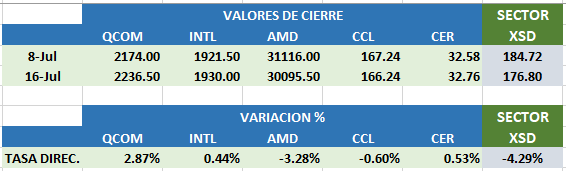 VALORES DE CIERRE SECTOR
QCOM INTL AMD CCL CER XSD
8-Jul 2174.00 1921.50 31116.00 167.24 32.58 184.72
16-Jul 2236.50 1930.00 30095.50 166.24 32.76 176.80
VARIACION % SECTOR
QCOM INTL AMD CCL CER XSD
TASA DIREC. 2.87% 0.44% -3.28% -0.60% 0.53% -4.29%